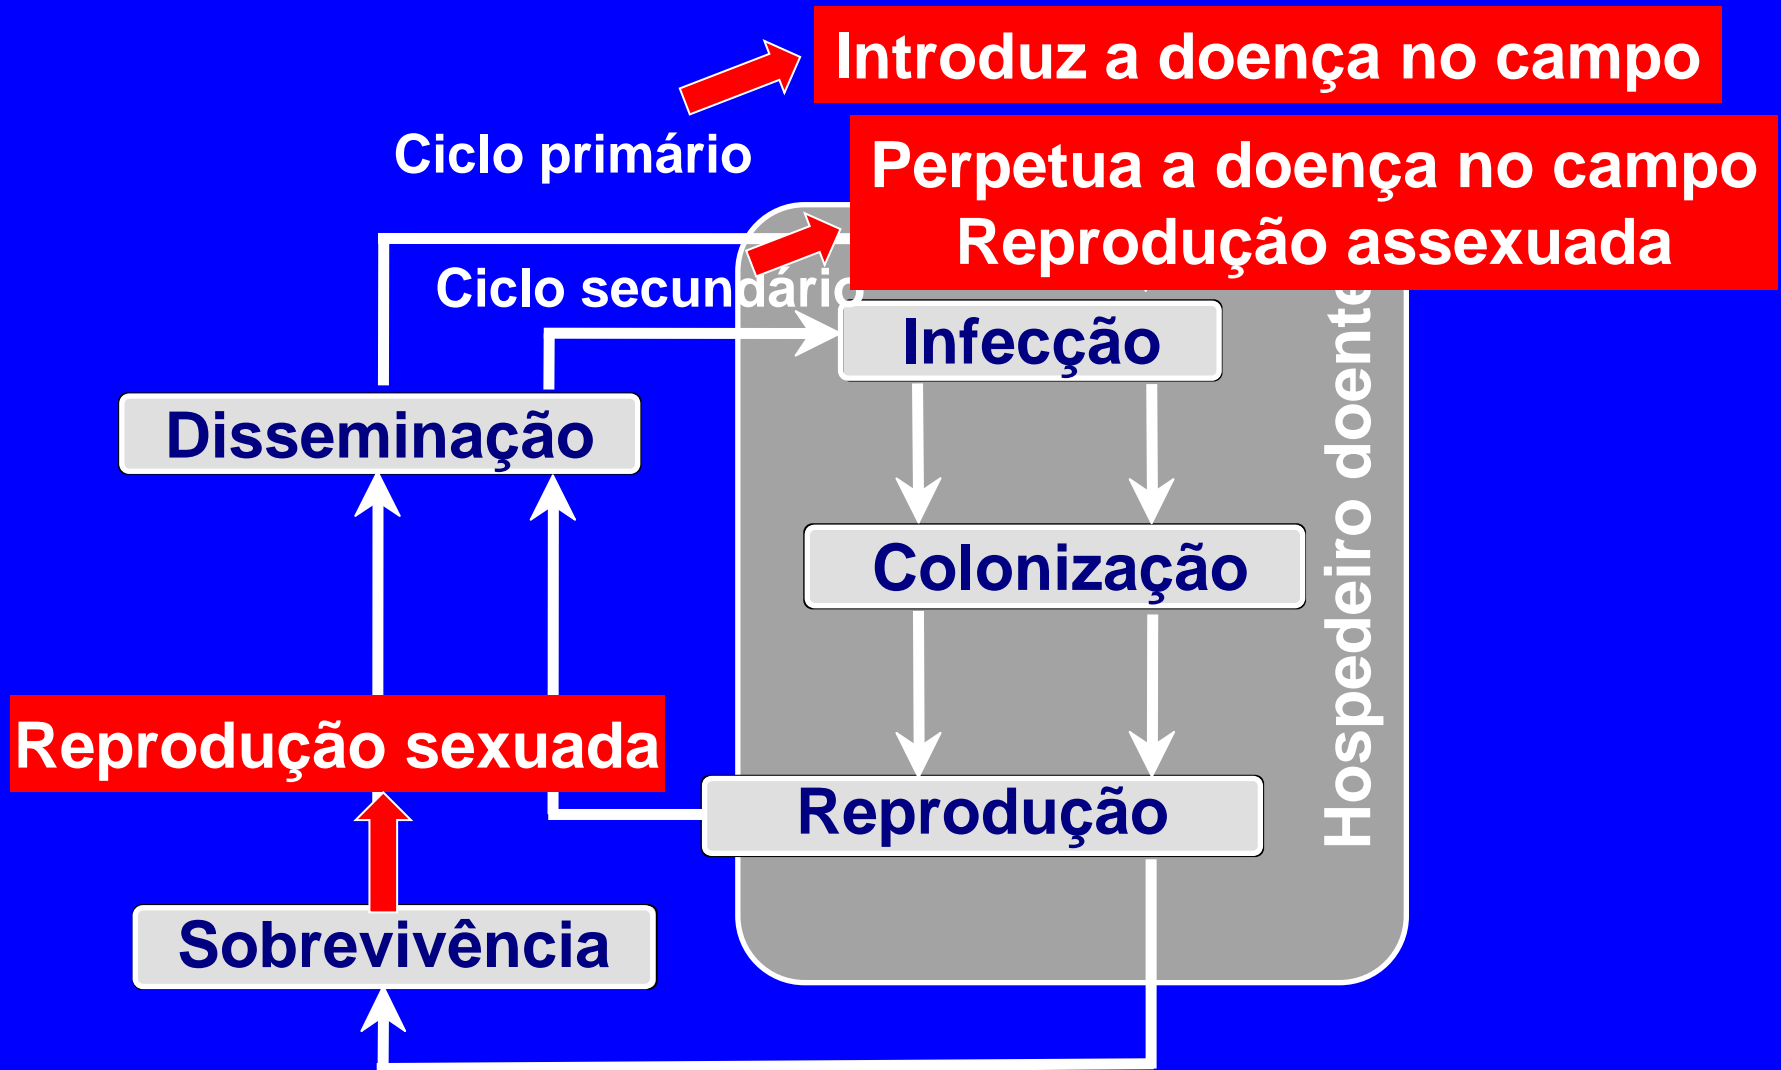 Introduz a doença no campo
Ciclo primário
Perpetua a doença no campo
Reprodução assexuada
Ciclo secundário
Infecção
Hospedeiro doente
Disseminação
Colonização
Reprodução sexuada
Reprodução
Sobrevivência